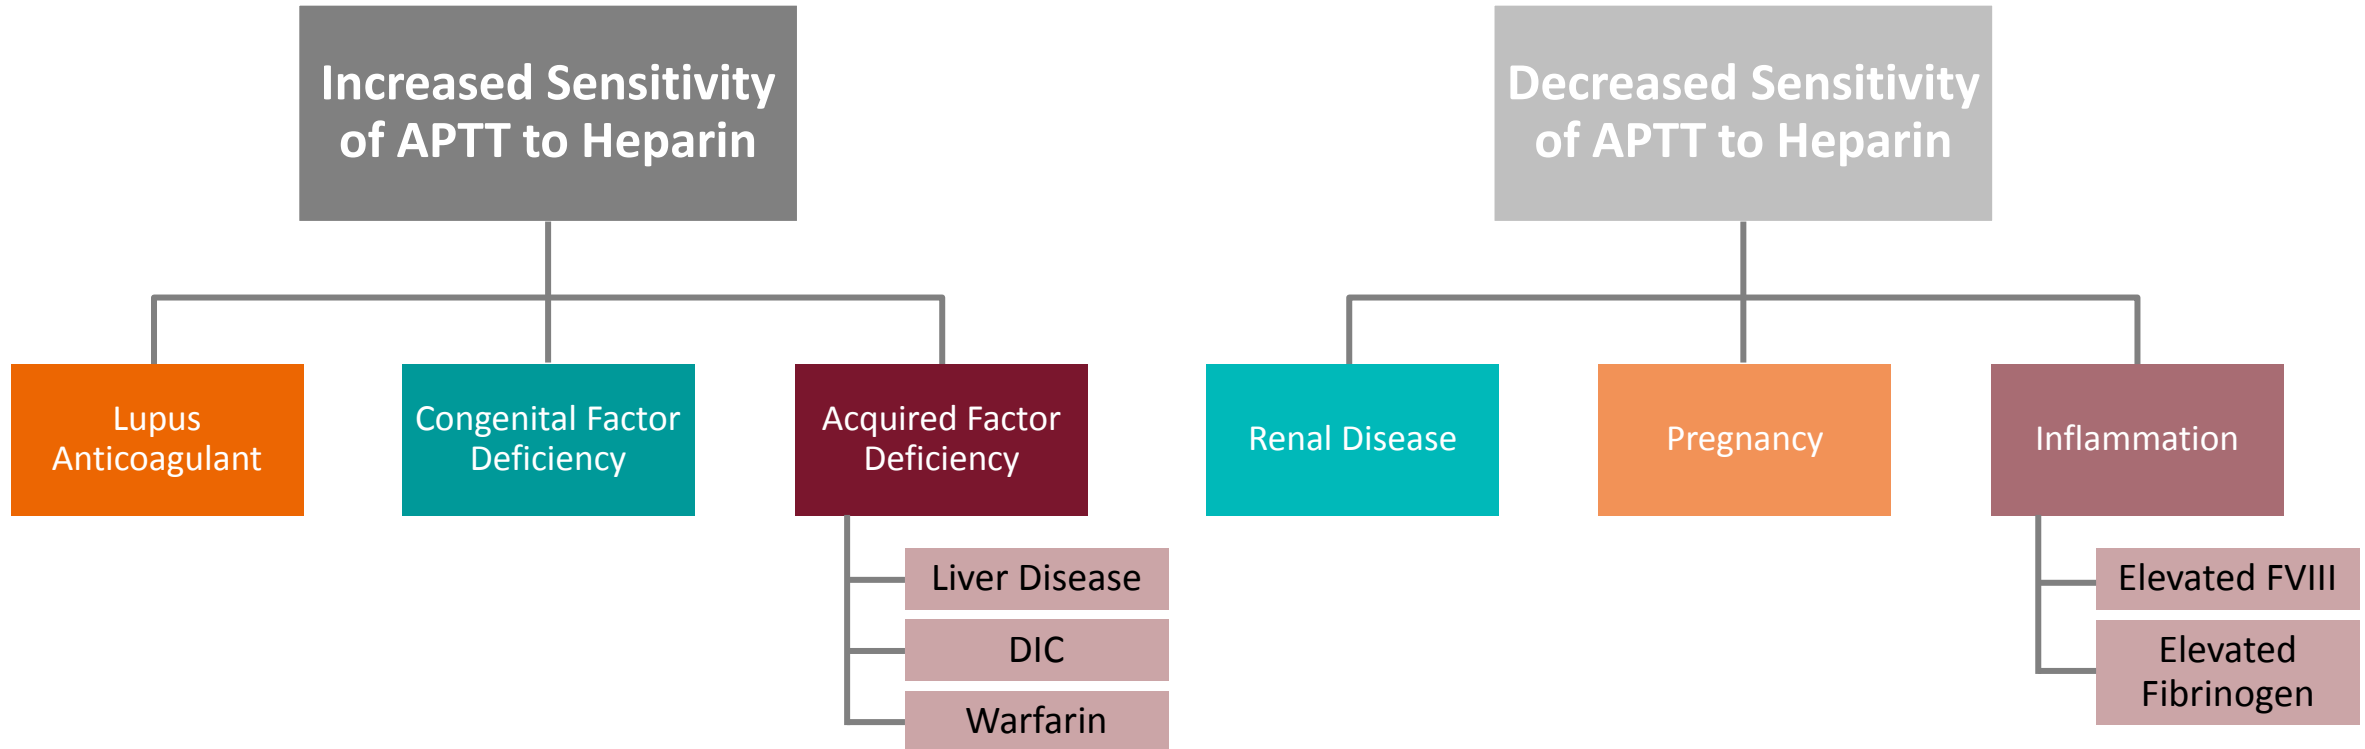 Increased Sensitivity
of APTT to Heparin
Lupus
Anticoagulant
Congenital Factor
Deficiency
Acquired Factor
Deficiency
Liver Disease
DIC
Warfarin
Decreased Sensitivity
of APTT to Heparin
Renal Disease
Pregnancy
Inflammation
Elevated FVIII
Elevated
Fibrinogen